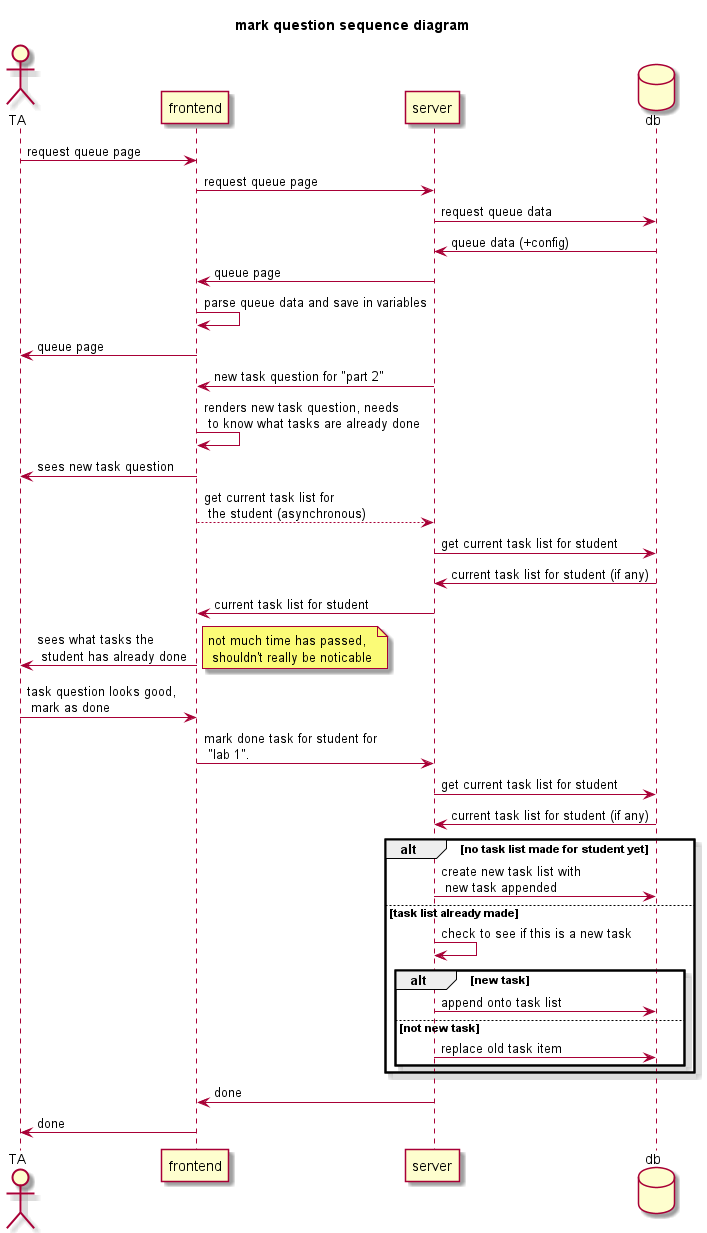 mark question sequence diagram
TA
frontend
server
db
request queue page
request queue page
request queue data
queue data (+config)
queue page
parse queue data and save in variables
queue page
new task question for "part 2"
renders new task question, needs
to know what tasks are already done
sees new task question
get current task list for
the student (asynchronous)
get current task list for student
current task list for student (if any)
current task list for student
sees what tasks the
student has already done
not much time has passed,
shouldn't really be noticable
task question looks good,
mark as done
mark done task for student for
"lab 1".
get current task list for student
current task list for student (if any)
alt
[no task list made for student yet]
create new task list with
new task appended
[task list already made]
check to see if this is a new task
alt
[new task]
append onto task list
[not new task]
replace old task item
done
done
TA
frontend
server
db